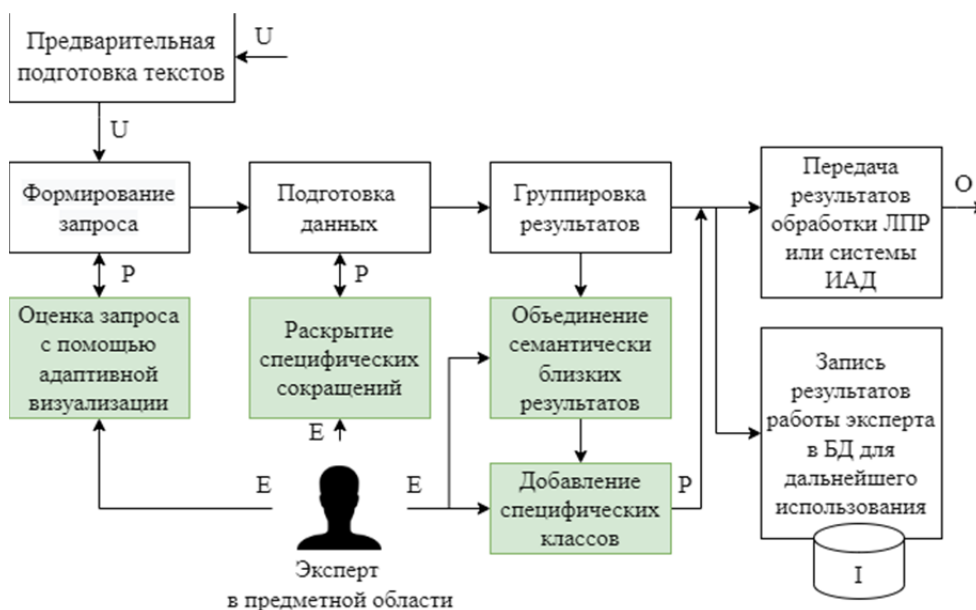 Предварительная
подготовка текстов
U
U
Формирование
запроса
Подготовка
данных
Группировка
результатов
Передача
результатов
обработки ЛПР
или системы
ИАД
O
P
P
Оценка запроса
с помощью
адаптивной
визуализации
Раскрытие
специфических
сокращений
Объединение
семантически
близких
результатов
Запись
результатов
работы эксперта
в БД для
дальнейшего
использования
E
E
E
Добавление
специфических
классов
P
I
Эксперт
в предметной области